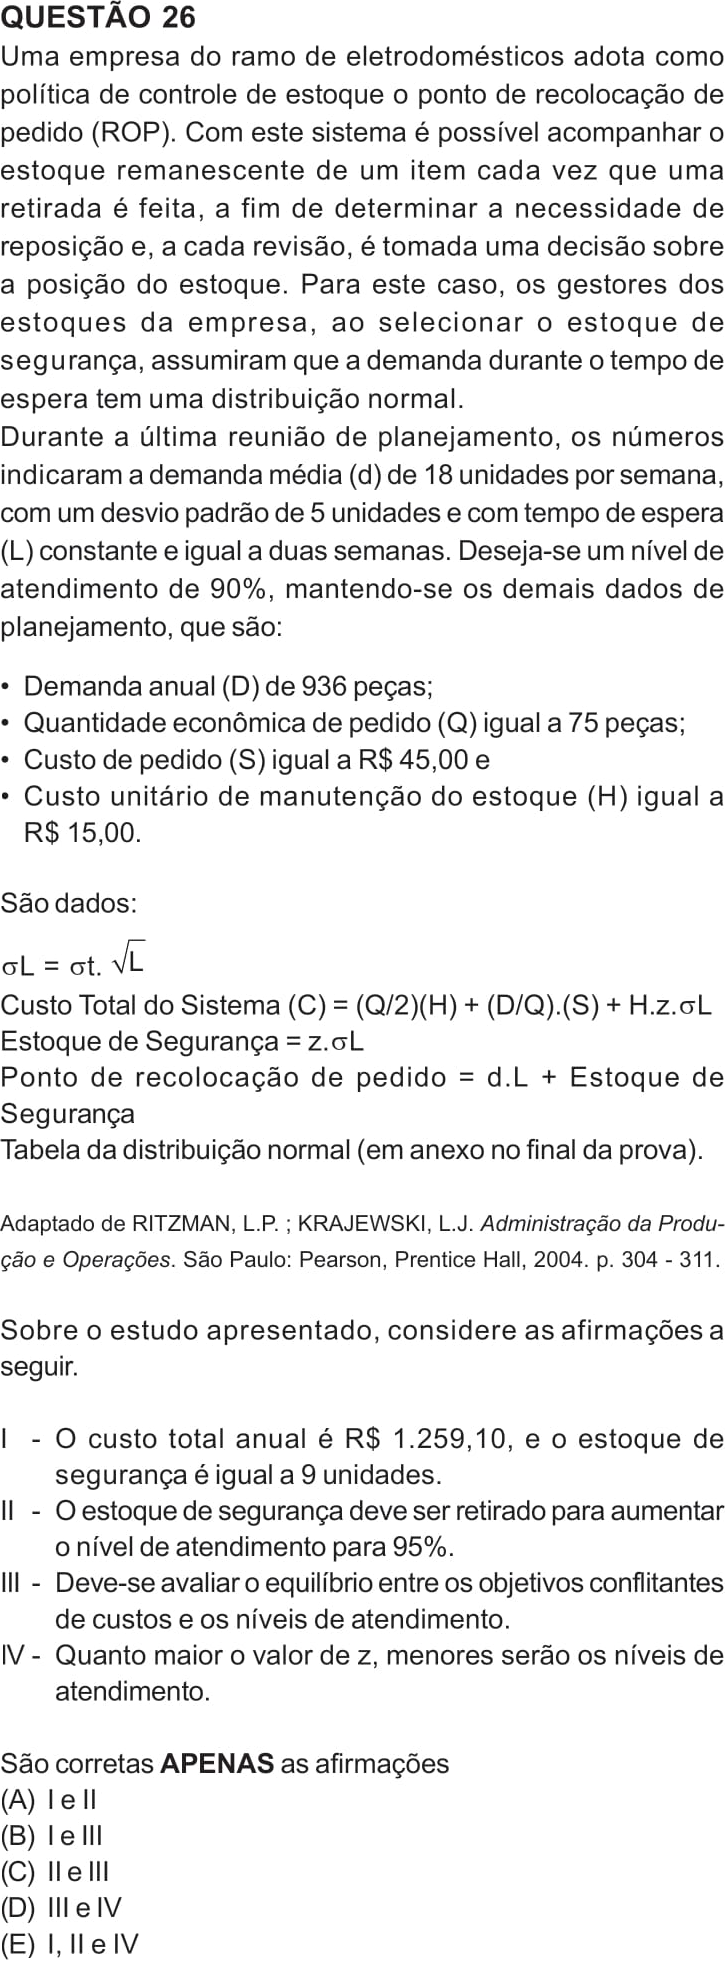 QUESTÃO 26
Uma empresa do ramo de eletrodomésticos adota como
política de controle de estoque o ponto de recolocação de
pedido (ROP). Com este sistema é possível acompanhar o
estoque remanescente de um item cada vez que uma
retirada é feita, a fim de determinar a necessidade de
reposição e, a cada revisão, é tomada uma decisão sobre
a posição do estoque. Para este caso, os gestores dos
estoques da empresa, ao selecionar o estoque de
segurança, assumiram que a demanda durante o tempo de
espera tem uma distribuição normal.
Durante a última reunião de planejamento, os números
indicaram a demanda média (d) de 18 unidades por semana,
com um desvio padrão de 5 unidades e com tempo de espera
(L) constante e igual a duas semanas. Deseja-se um nível de
atendimento de 90%, mantendo-se os demais dados de
planejamento, que são:
• Demanda anual (D) de 936 peças;
• Quantidade econômica de pedido (Q) igual a 75 peças;
• Custo de pedido (S) igual a R$ 45,00 e
• Custo unitário de manutenção do estoque (H) igual a
R$ 15,00.
São dados:
σL = σt. √L
Custo Total do Sistema (C) = (Q/2)(H) + (D/Q).(S) + H.z.σL
Estoque de Segurança = z.σL
Ponto de recolocação de pedido = d.L + Estoque de
Segurança
Tabela da distribuição normal (em anexo no final da prova).
Adaptado de RITZMAN, L.P. ; KRAJEWSKI, L.J. Administração da Produ-
ção e Operações. São Paulo: Pearson, Prentice Hall, 2004. p. 304 - 311.
Sobre o estudo apresentado, considere as afirmações a
seguir.
I - O custo total anual é R$ 1.259,10, e o estoque de
segurança é igual a 9 unidades.
II - O estoque de segurança deve ser retirado para aumentar
o nível de atendimento para 95%.
III - Deve-se avaliar o equilíbrio entre os objetivos conflitantes
de custos e os níveis de atendimento.
IV - Quanto maior o valor de z, menores serão os níveis de
atendimento.
São corretas APENAS as afirmações
(A) I e II
(B) I e III
(C) II e III
(D) III e IV
(E) I, II e IV